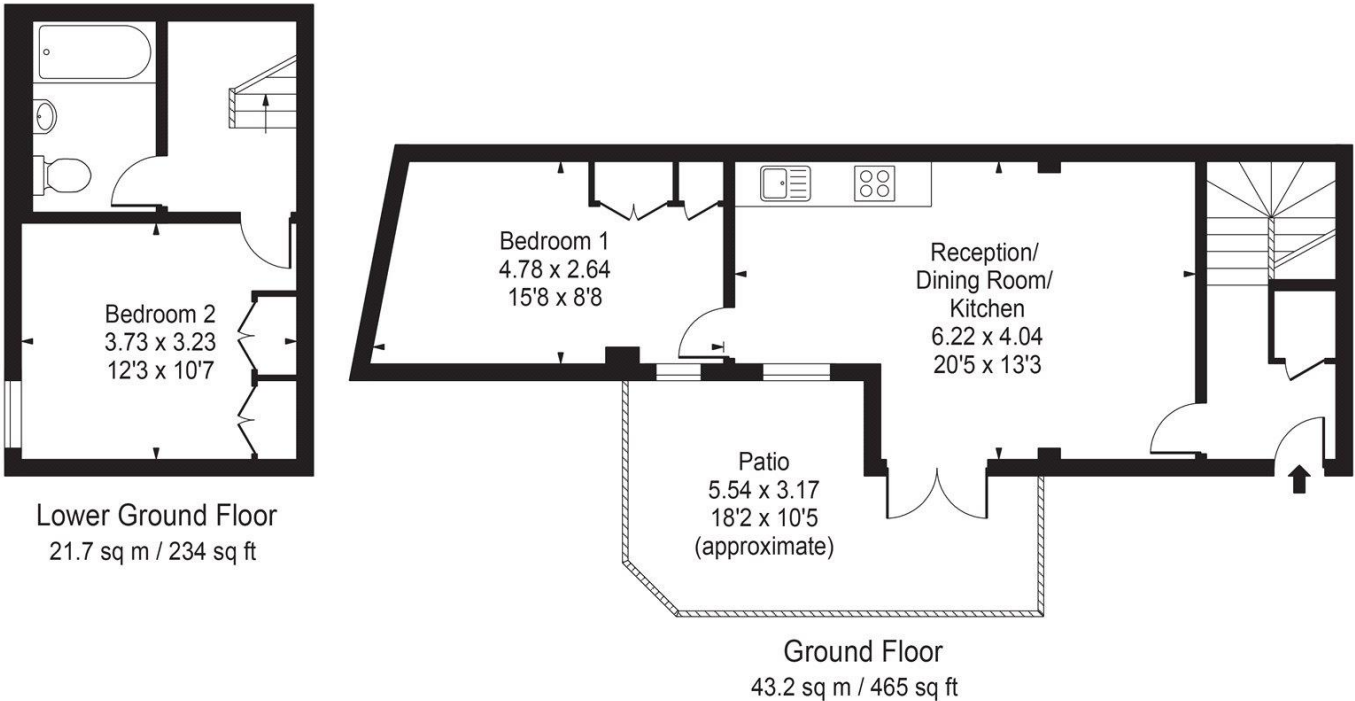 Bedroom 2
3.73 x 3.23
12'3 x 10'7
Lower Ground Floor
21.7 sq m / 234 sq ft
Bedroom 1
4.78 x 2.64
15'8 x 8'8
Reception/
Dining Room/
Kitchen
6.22 x 4.04
20'5 x 13'3
Patio
5.54 x 3.17
18'2 x 10'5
(approximate)
Ground Floor
43.2 sq m / 465 sq ft